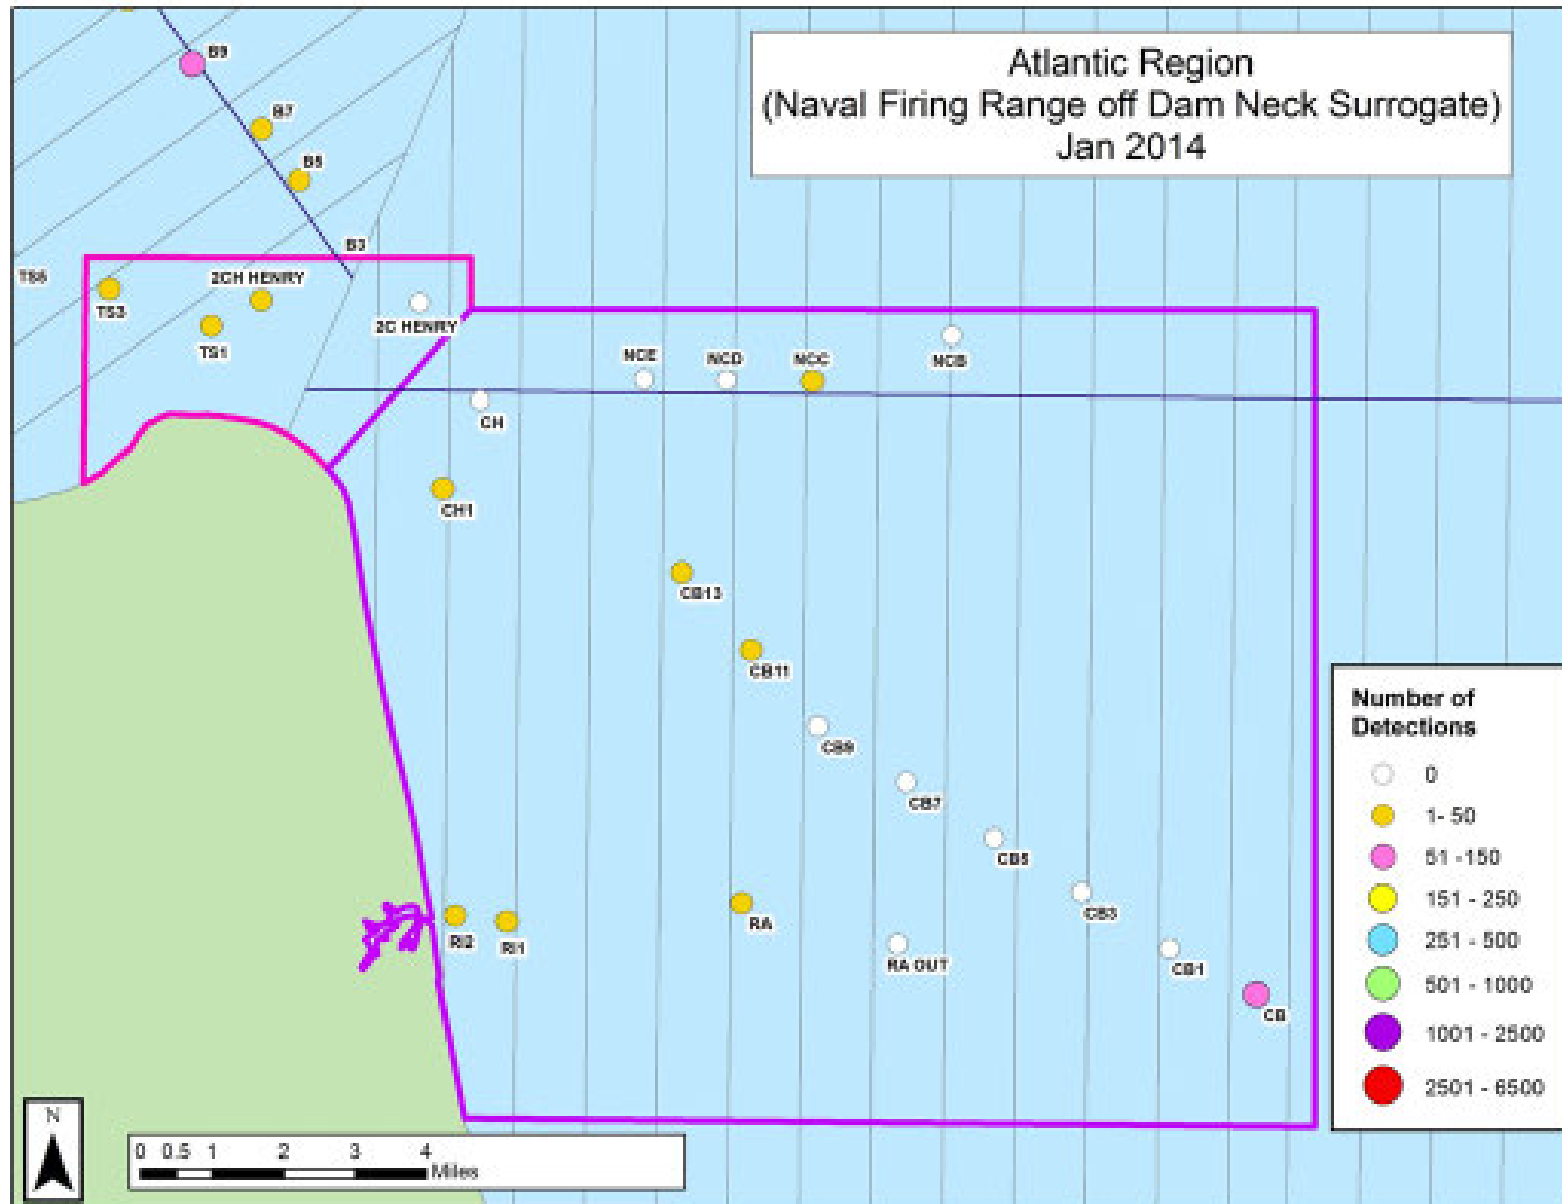 Atlantic Region
(Naval Firing Range off Dam Neck Surrogate)
Jan 2014
B9
B7
B5
B3
TS5
2CH HENRY
TS3
TS1
2C HENRY
NCE
NCD
NCC
NCB
CH
CH1
CB13
CB11
CB9
CB7
CB5
CB3
RI2
RI1
RA
RA OUT
CB1
CB
Number of
Detections
0
1- 50
51 -150
151 - 250
251 - 500
501 - 1000
1001 - 2500
2501 - 6500
N
0 0.5 1 2 3 4
Miles